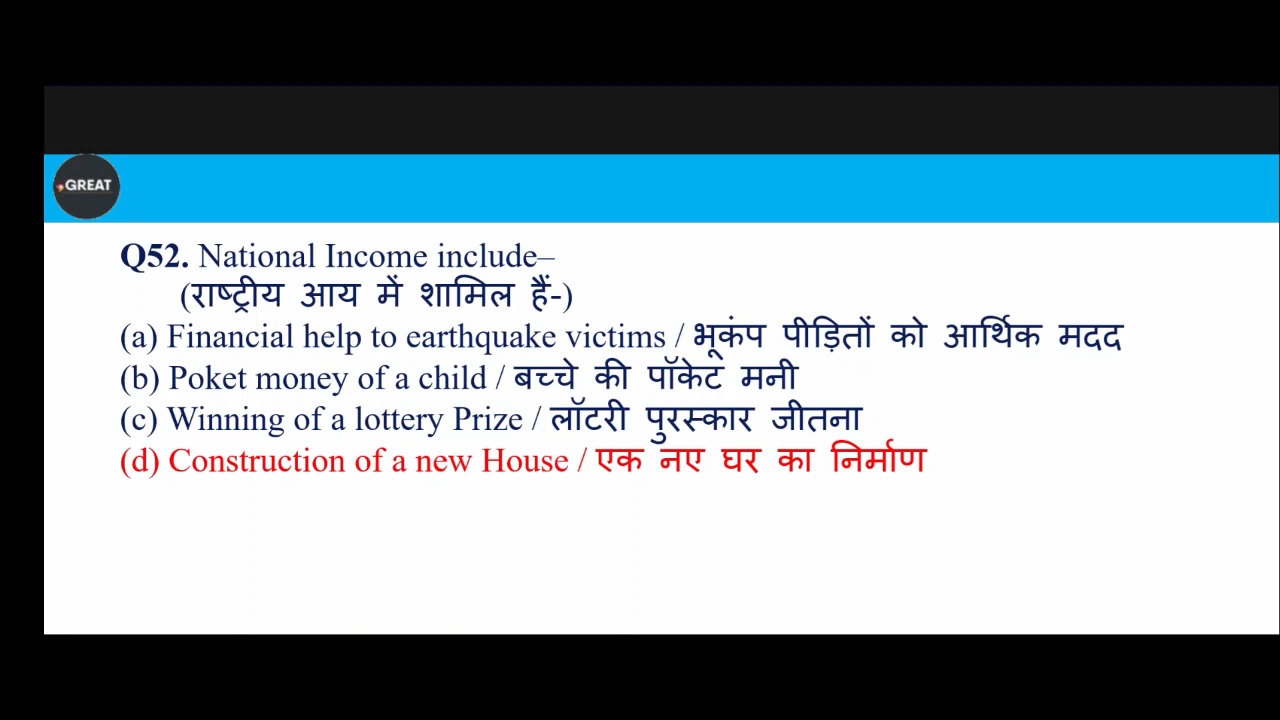 GREAT
Q52. National Income include–
(राष्ट्रीय आय में शामिल हैं-)
(a) Financial help to earthquake victims / भूकंप पीड़ितों को आर्थिक मदद
(b) Poket money of a child / बच्चे की पॉकेट मनी
(c) Winning of a lottery Prize / लॉटरी पुरस्कार जीतना
(d) Construction of a new House / एक नए घर का निर्माण